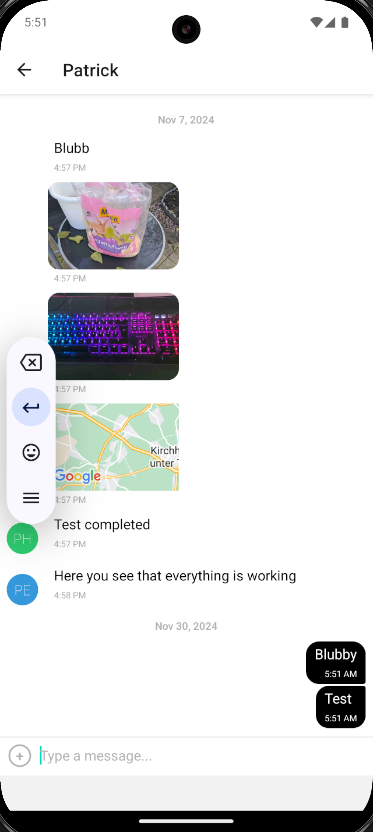 5:51
Patrick
Nov 7, 2024
Blubb
4:57 PM
4:57 PM
4:57 PM
Kirchh
unter
Google
4:57 PM
PH
Test completed
4:57 PM
PE
Here you see that everything is working
4:58 PM
Nov 30, 2024
Blubby
5:51 AM
Test
5:51 AM
Type a message...